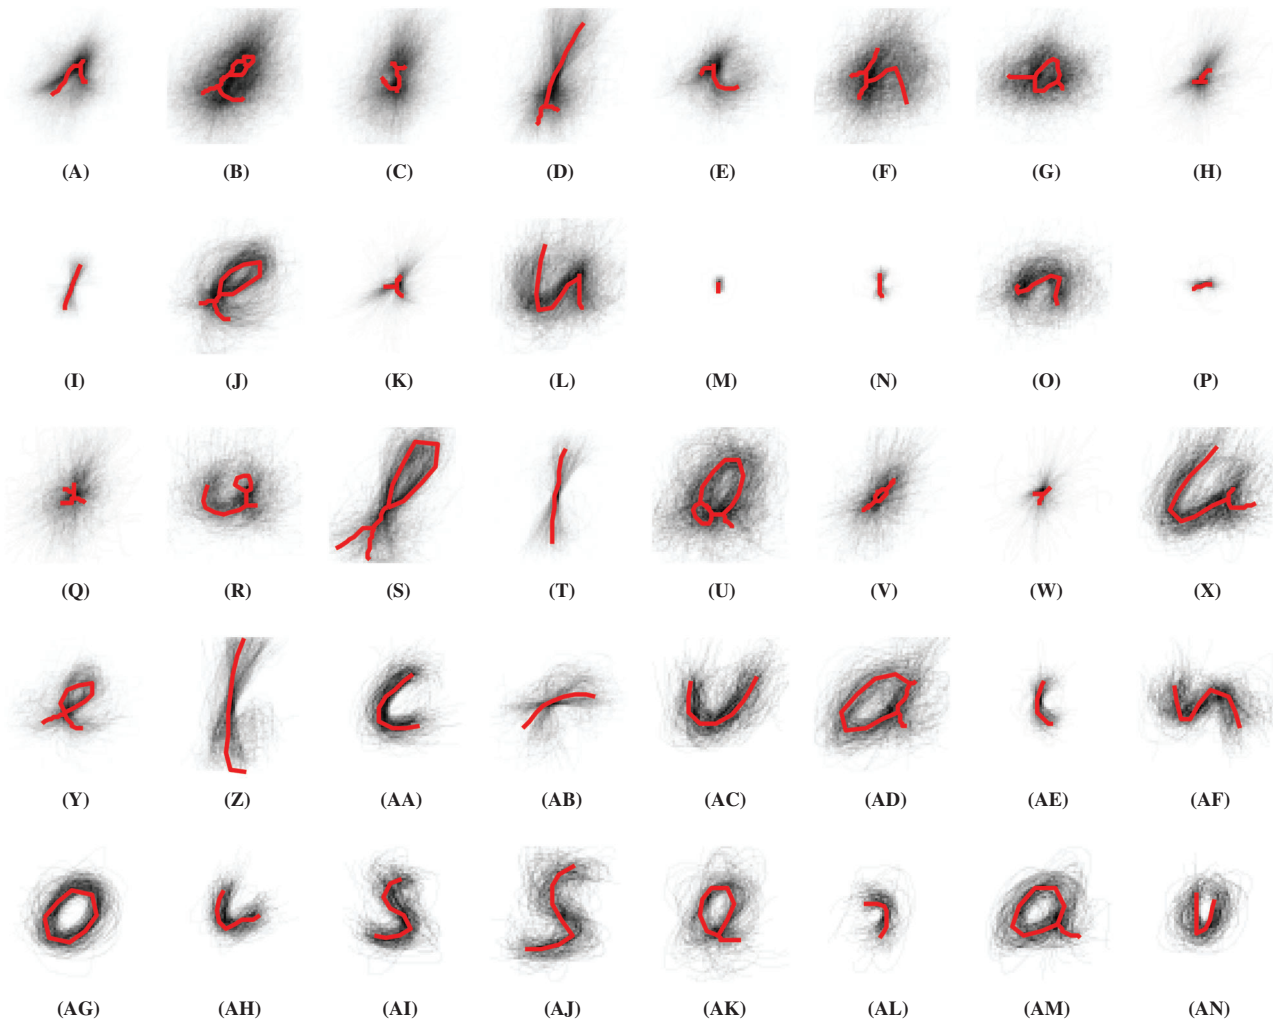 (A) (B) (C) (D) (E) (F) (G) (H)
(I) (J) (K) (L) (M) (N) (O) (P)
(Q) (R) (S) (T) (U) (V) (W) (X)
(Y) (Z) (AA) (AB) (AC) (AD) (AE) (AF)
(AG) (AH) (AI) (AJ) (AK) (AL) (AM) (AN)